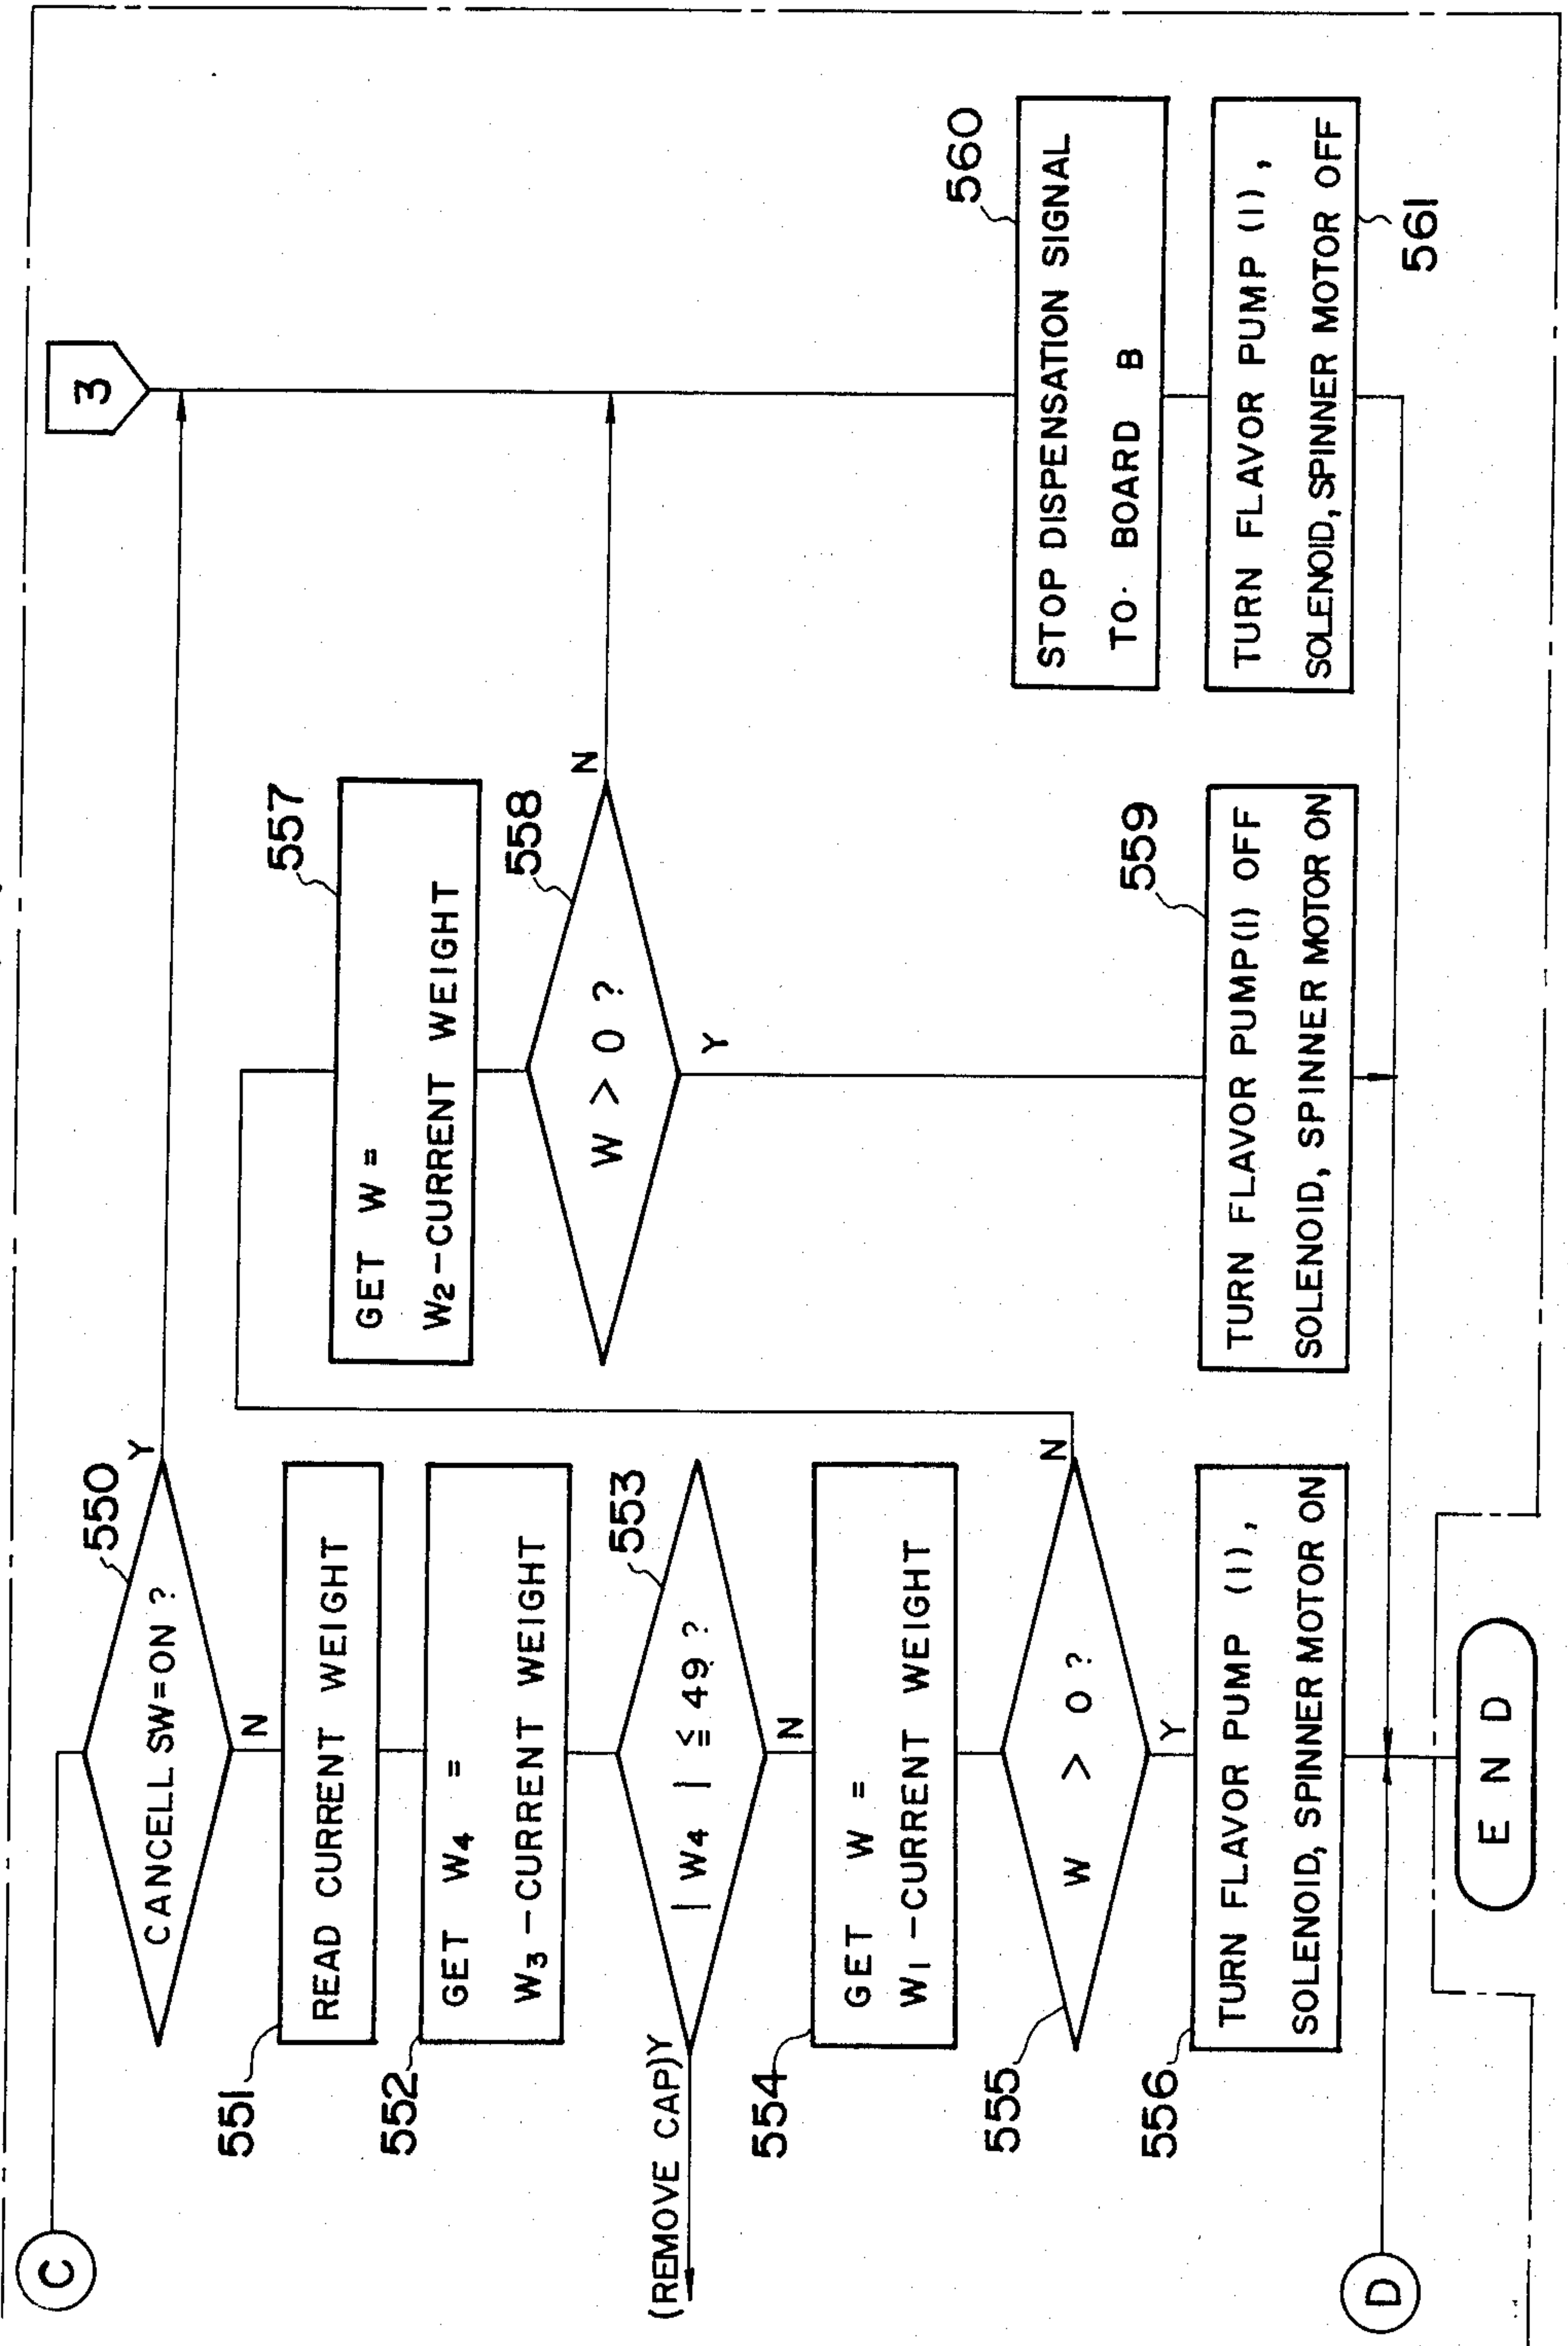 C
3
550
CANCELL SW=ON ?
Y
N
551
READ CURRENT WEIGHT
552
GET W4 =
W3 -CURRENT WEIGHT
553
| W4 | ≦ 49 ?
(REMOVE CAP)Y
N
554
GET W =
W1 -CURRENT WEIGHT
555
W > 0 ?
N
Y
556
TURN FLAVOR PUMP (1),
SOLENOID, SPINNER MOTOR ON
557
GET W =
W2-CURRENT WEIGHT
558
W > 0 ?
N
Y
559
TURN FLAVOR PUMP(1) OFF
SOLENOID, SPINNER MOTOR ON
560
STOP DISPENSATION SIGNAL
TO BOARD B
TURN FLAVOR PUMP (1),
SOLENOID, SPINNER MOTOR OFF
561
D
END